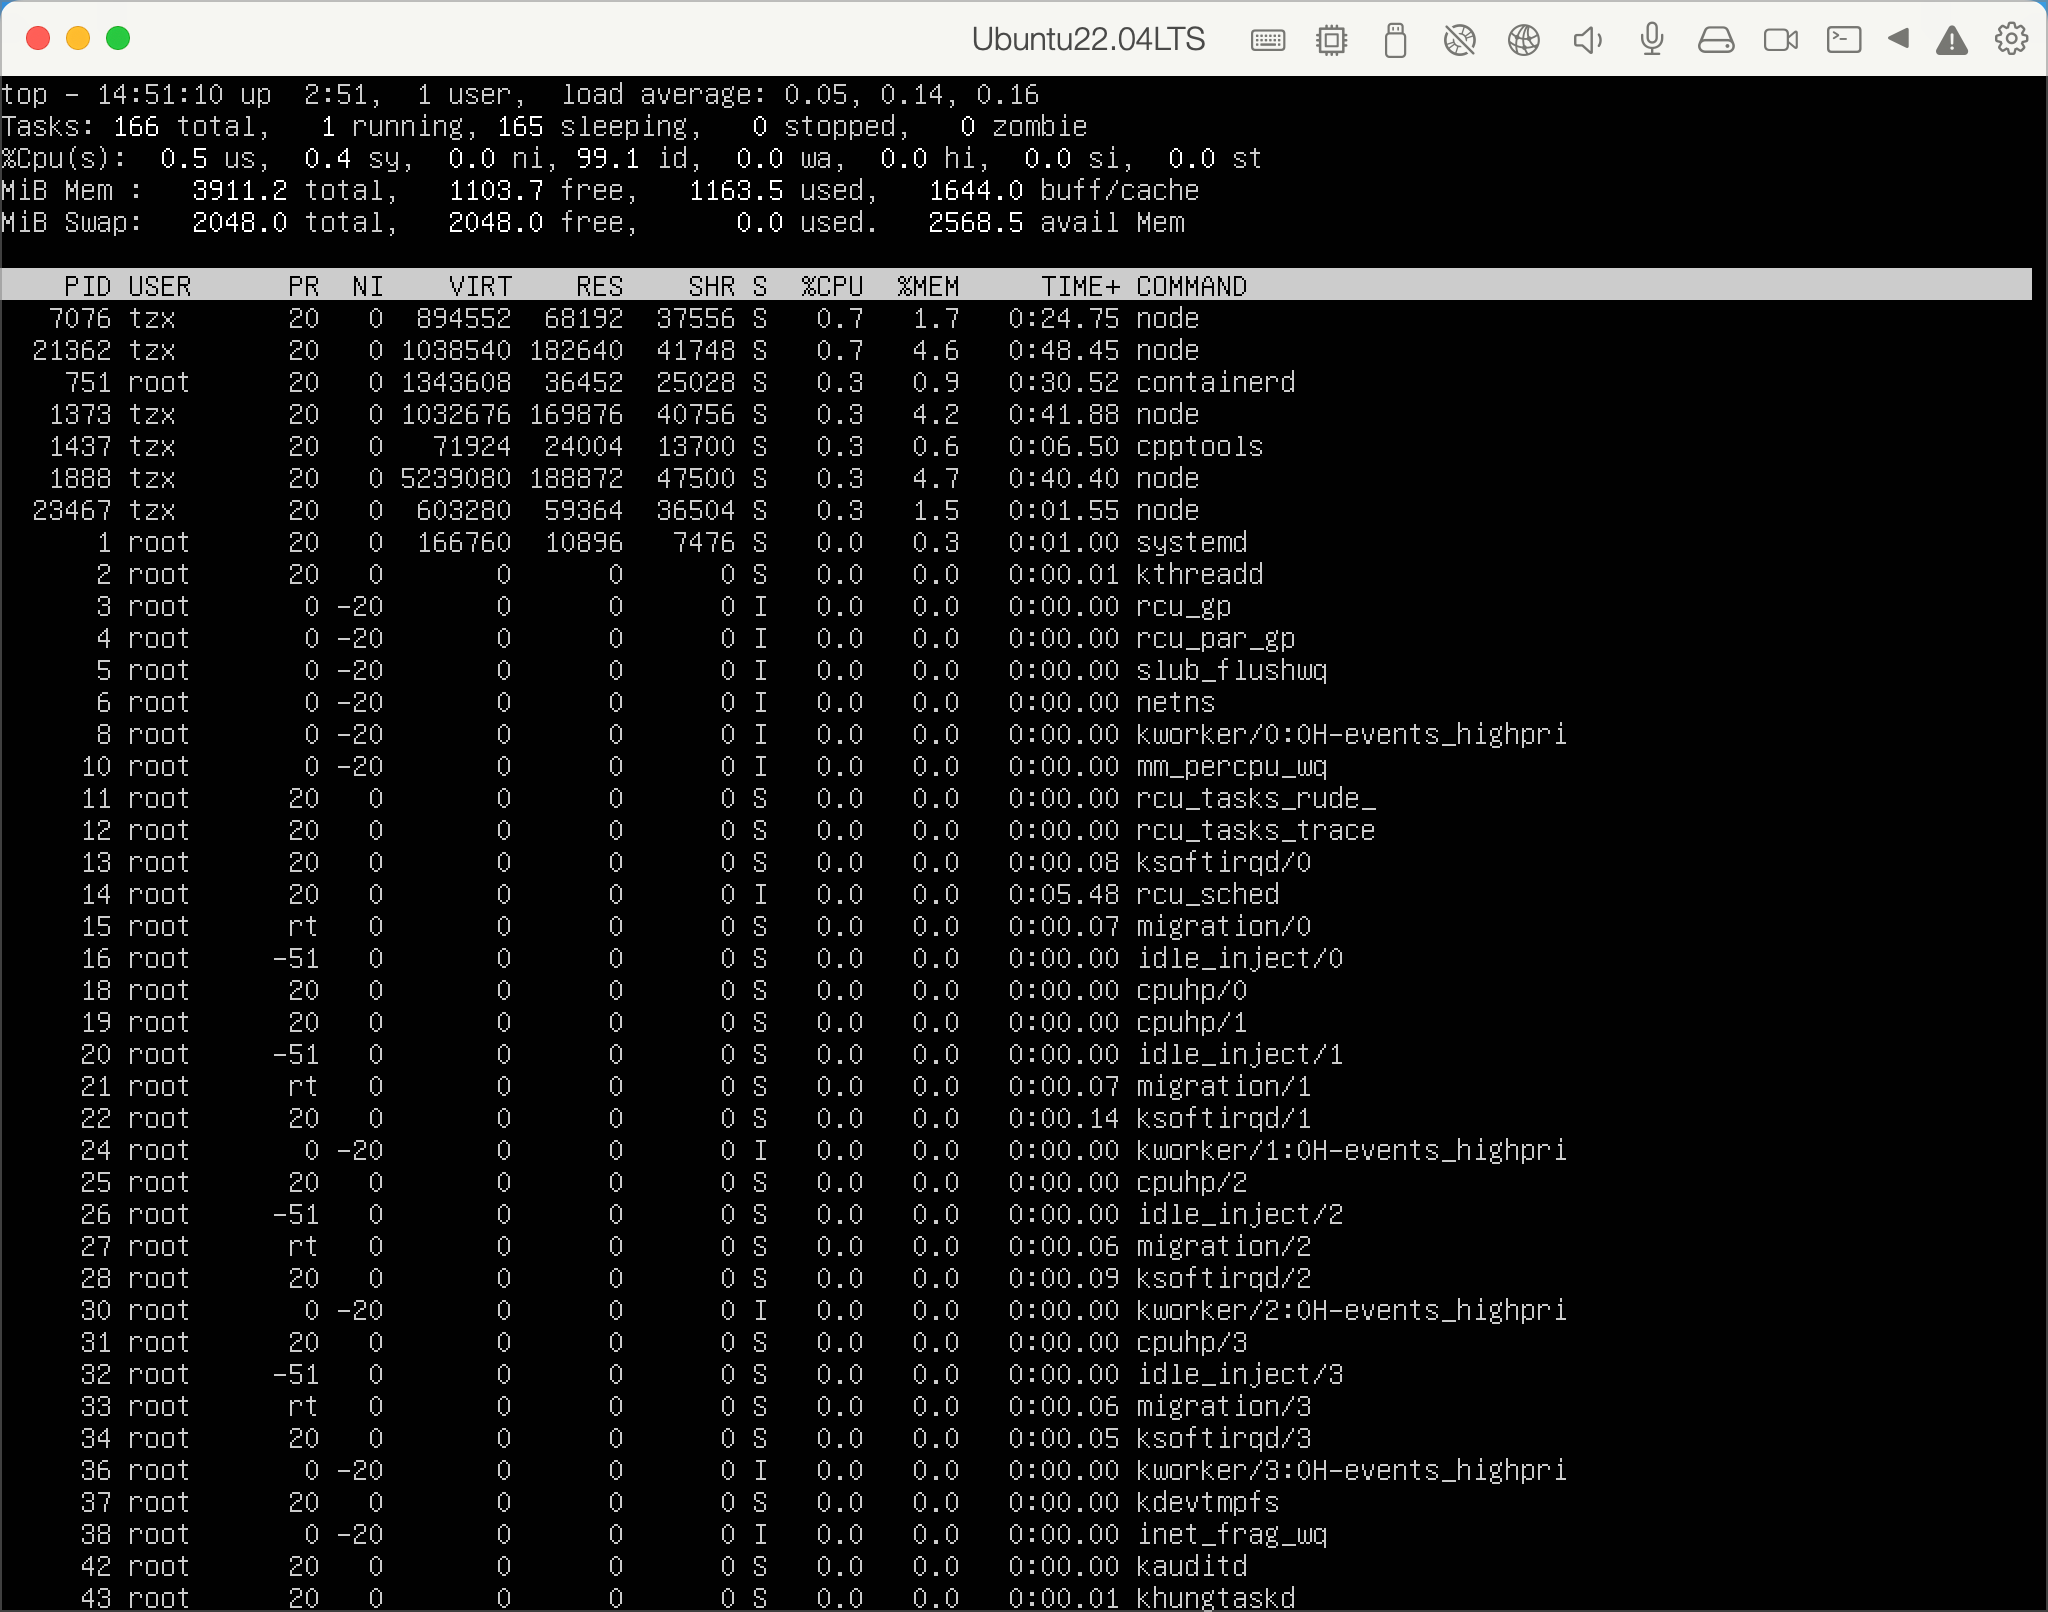 Ubuntu22.04LTS
top - 14:51:10 up  2:51,  1 user,  load average: 0.05, 0.14, 0.16
Tasks: 166 total,   1 running, 165 sleeping,   0 stopped,   0 zombie
%Cpu(s):  0.5 us,  0.4 sy,  0.0 ni, 99.1 id,  0.0 wa,  0.0 hi,  0.0 si,  0.0 st
MiB Mem :   3911.2 total,   1103.7 free,   1163.5 used,   1644.0 buff/cache
MiB Swap:   2048.0 total,   2048.0 free,      0.0 used.   2568.5 avail Mem
PID USER      PR  NI    VIRT    RES    SHR S  %CPU  %MEM     TIME+ COMMAND
7076 tzx       20   0  894552  68192  37556 S   0.7   1.7   0:24.75 node
21362 tzx       20   0 1038540 182640  41748 S   0.7   4.6   0:48.45 node
751 root      20   0 1343608  36452  25028 S   0.3   0.9   0:30.52 containerd
1373 tzx       20   0 1032676 169876  40756 S   0.3   4.2   0:41.88 node
1437 tzx       20   0   71924  24004  13700 S   0.3   0.6   0:06.50 cpptools
1888 tzx       20   0 5239080 188872  47500 S   0.3   4.7   0:40.40 node
23467 tzx       20   0  603280  59364  36504 S   0.3   1.5   0:01.55 node
1 root      20   0  166760  10896   7476 S   0.0   0.3   0:01.00 systemd
2 root      20   0       0      0      0 S   0.0   0.0   0:00.01 kthreadd
3 root       0 -20       0      0      0 I   0.0   0.0   0:00.00 rcu_gp
4 root       0 -20       0      0      0 I   0.0   0.0   0:00.00 rcu_par_gp
5 root       0 -20       0      0      0 I   0.0   0.0   0:00.00 slub_flushwq
6 root       0 -20       0      0      0 I   0.0   0.0   0:00.00 netns
8 root       0 -20       0      0      0 I   0.0   0.0   0:00.00 kworker/0:0H-events_highpri
10 root       0 -20       0      0      0 I   0.0   0.0   0:00.00 mm_percpu_wq
11 root      20   0       0      0      0 S   0.0   0.0   0:00.00 rcu_tasks_rude_
12 root      20   0       0      0      0 S   0.0   0.0   0:00.00 rcu_tasks_trace
13 root      20   0       0      0      0 S   0.0   0.0   0:00.08 ksoftirqd/0
14 root      20   0       0      0      0 I   0.0   0.0   0:05.48 rcu_sched
15 root      rt   0       0      0      0 S   0.0   0.0   0:00.07 migration/0
16 root     -51   0       0      0      0 S   0.0   0.0   0:00.00 idle_inject/0
18 root      20   0       0      0      0 S   0.0   0.0   0:00.00 cpuhp/0
19 root      20   0       0      0      0 S   0.0   0.0   0:00.00 cpuhp/1
20 root     -51   0       0      0      0 S   0.0   0.0   0:00.00 idle_inject/1
21 root      rt   0       0      0      0 S   0.0   0.0   0:00.07 migration/1
22 root      20   0       0      0      0 S   0.0   0.0   0:00.14 ksoftirqd/1
24 root       0 -20       0      0      0 I   0.0   0.0   0:00.00 kworker/1:0H-events_highpri
25 root      20   0       0      0      0 S   0.0   0.0   0:00.00 cpuhp/2
26 root     -51   0       0      0      0 S   0.0   0.0   0:00.00 idle_inject/2
27 root      rt   0       0      0      0 S   0.0   0.0   0:00.06 migration/2
28 root      20   0       0      0      0 S   0.0   0.0   0:00.09 ksoftirqd/2
30 root       0 -20       0      0      0 I   0.0   0.0   0:00.00 kworker/2:0H-events_highpri
31 root      20   0       0      0      0 S   0.0   0.0   0:00.00 cpuhp/3
32 root     -51   0       0      0      0 S   0.0   0.0   0:00.00 idle_inject/3
33 root      rt   0       0      0      0 S   0.0   0.0   0:00.06 migration/3
34 root      20   0       0      0      0 S   0.0   0.0   0:00.05 ksoftirqd/3
36 root       0 -20       0      0      0 I   0.0   0.0   0:00.00 kworker/3:0H-events_highpri
37 root      20   0       0      0      0 S   0.0   0.0   0:00.00 kdevtmpfs
38 root       0 -20       0      0      0 I   0.0   0.0   0:00.00 inet_frag_wq
42 root      20   0       0      0      0 S   0.0   0.0   0:00.00 kauditd
43 root      20   0       0      0      0 S   0.0   0.0   0:00.01 khungtaskd